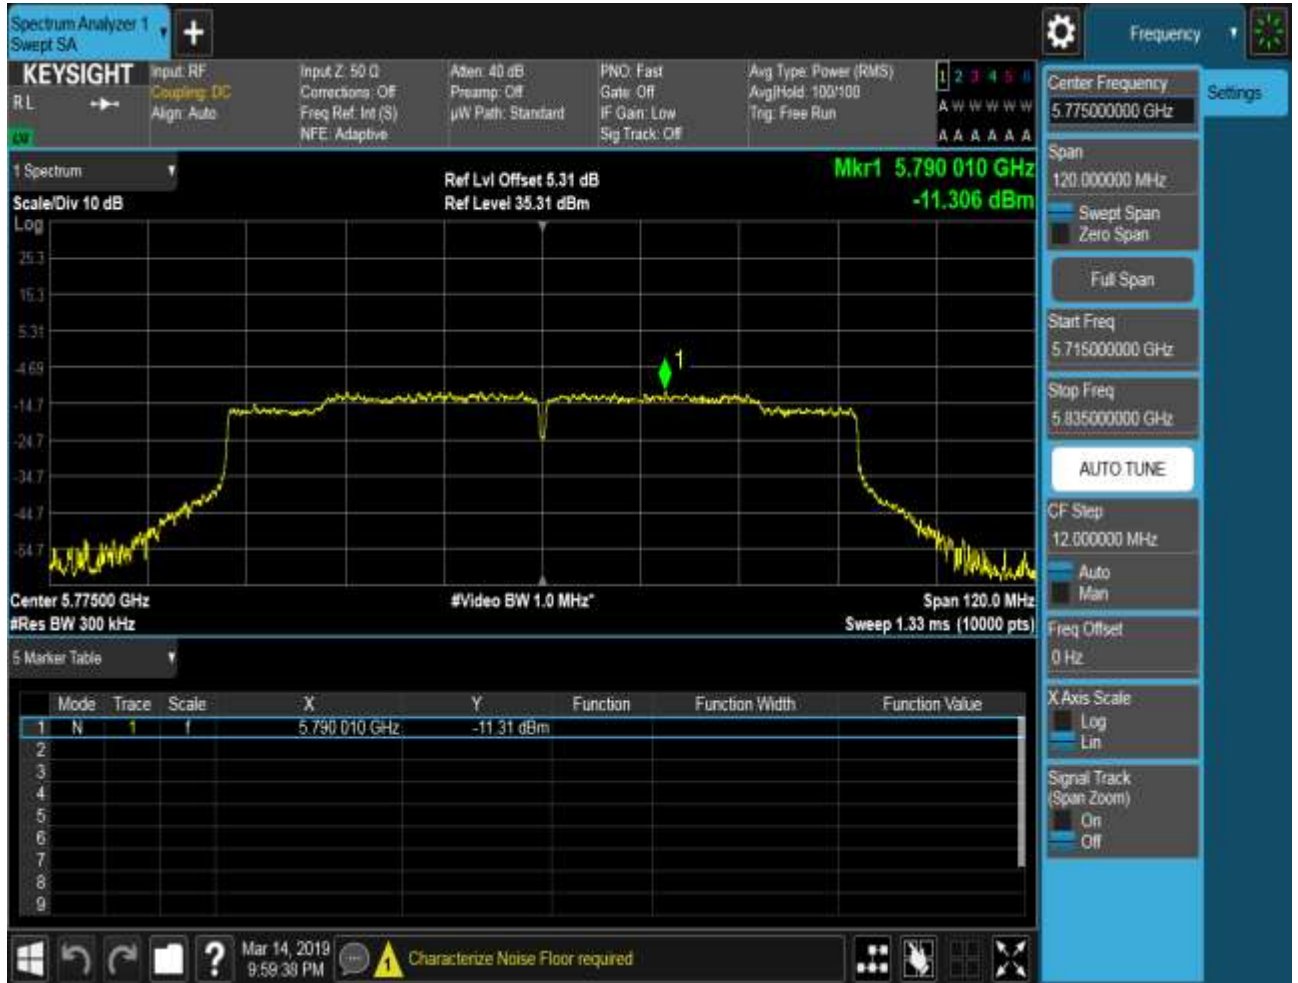 Spectrum Analyzer 1
Swept SA
+
Frequency
KEYSIGHT
R L
Input: RF
Coupling: DC
Align: Auto
Input Z: 50 Ω
Corrections: Off
Freq Ref: Int (S)
NFE: Adaptive
Atten: 40 dB
Preamp: Off
µW Path: Standard
PNO: Fast
Gate: Off
IF Gain: Low
Sig Track: Off
Avg Type: Power (RMS)
Avg|Hold: 100/100
Trig: Free Run
1 2 3 4 5 6
A W W W W W
A A A A A A
1 Spectrum
Scale/Div 10 dB
Ref Lvl Offset 5.31 dB
Ref Level 35.31 dBm
Mkr1 5.790 010 GHz
-11.306 dBm
Log
25.3
15.3
5.31
-4.69
-14.7
-24.7
-34.7
-44.7
-54.7
1
Center 5.77500 GHz
#Video BW 1.0 MHz*
Span 120.0 MHz
#Res BW 300 kHz
Sweep 1.33 ms (10000 pts)
5 Marker Table
Mode Trace Scale X Y Function Function Width Function Value
1 N 1 f 5.790 010 GHz -11.31 dBm
2
3
4
5
6
7
8
9
Mar 14, 2019
9:59:38 PM
?
1
Characterize Noise Floor required
Center Frequency
5.775000000 GHz
Settings
Span
120.000000 MHz
Swept Span
Zero Span
Full Span
Start Freq
5.715000000 GHz
Stop Freq
5.835000000 GHz
AUTO TUNE
CF Step
12.000000 MHz
Auto
Man
Freq Offset
0 Hz
X Axis Scale
Log
Lin
Signal Track
(Span Zoom)
On
Off